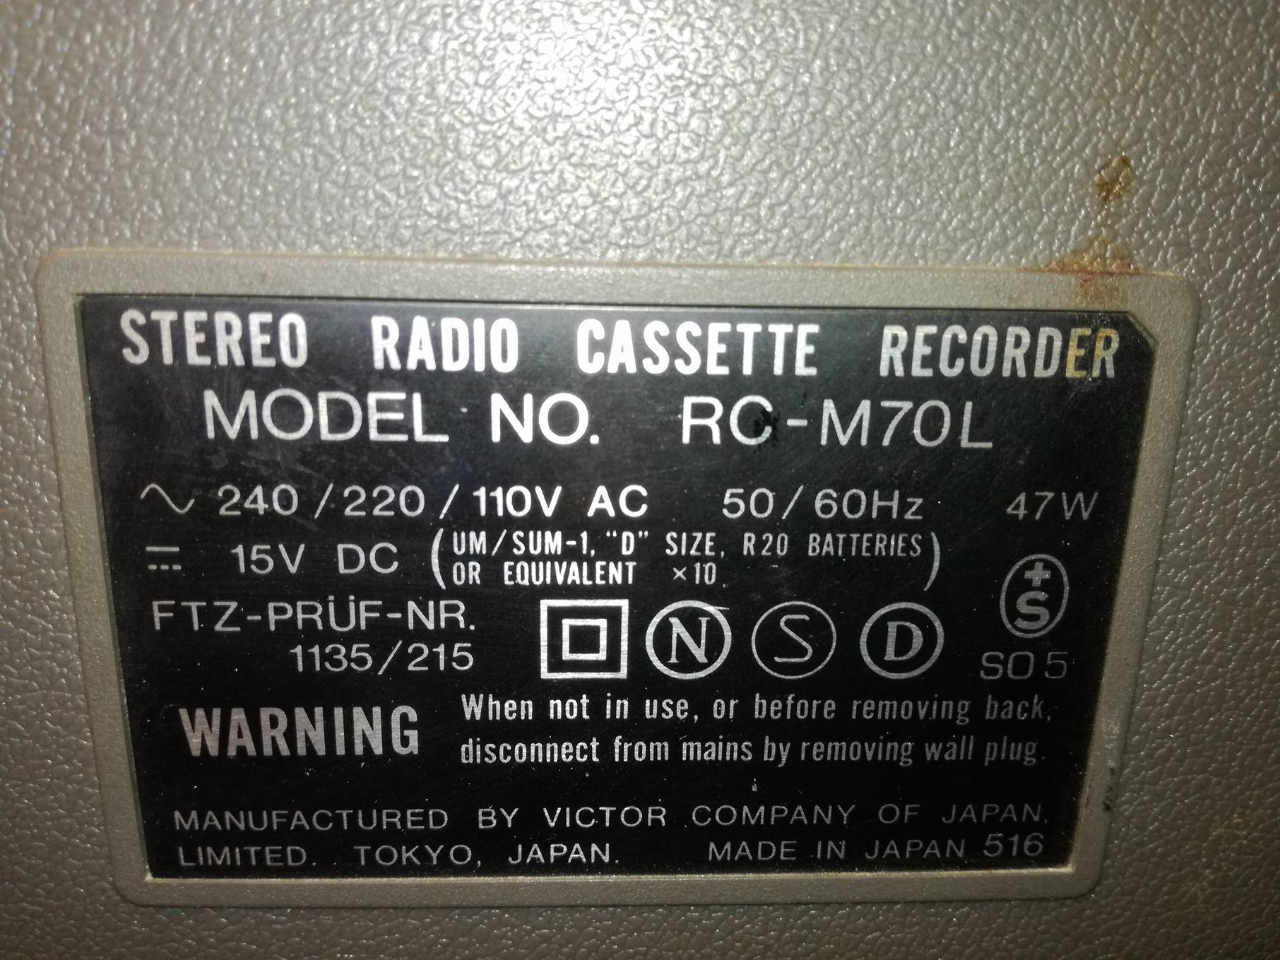 STEREO RADIO CASSETTE RECORDER
MODEL NO. RC-M70L
240/220/110V AC 50/60Hz 47W
15V DC (UM/SUM-1, "D" SIZE, R20 BATTERIES
OR EQUIVALENT ×10)
FTZ-PRÜF-NR.
1135/215
N S D
+S
SO5
WARNING When not in use, or before removing back,
disconnect from mains by removing wall plug.
MANUFACTURED BY VICTOR COMPANY OF JAPAN,
LIMITED. TOKYO, JAPAN. MADE IN JAPAN 516